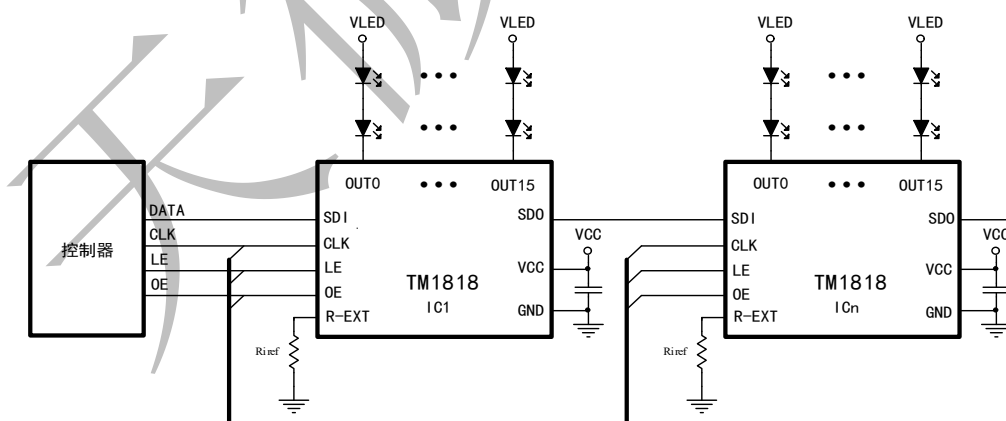 VLED VLED VLED VLED
OUT0 OUT15 OUT0 OUT15
DATA SDI SDO SDI SDO
CLK CLK VCC CLK VCC
控制器 LE LE VCC LE VCC
TM1818 TM1818
OE OE IC1 OE ICn
R-EXT GND R-EXT GND
Riref Riref